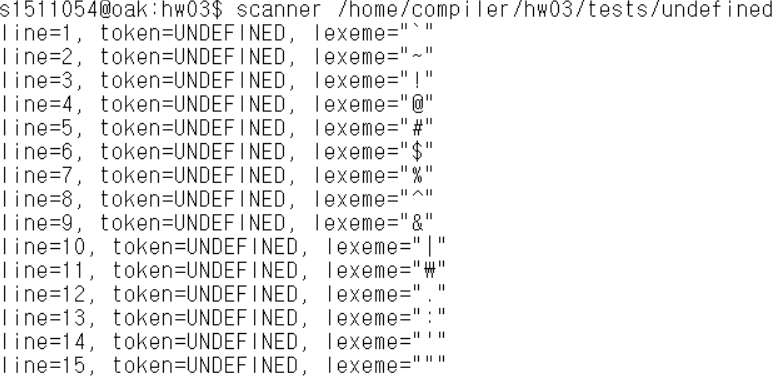 s1511054@oak:hw03$ scanner /home/compiler/hw03/tests/undefined
line=1, token=UNDEFINED, lexeme="`"
line=2, token=UNDEFINED, lexeme="~"
line=3, token=UNDEFINED, lexeme="!"
line=4, token=UNDEFINED, lexeme="@"
line=5, token=UNDEFINED, lexeme="#"
line=6, token=UNDEFINED, lexeme="$"
line=7, token=UNDEFINED, lexeme="%"
line=8, token=UNDEFINED, lexeme="^"
line=9, token=UNDEFINED, lexeme="&"
line=10, token=UNDEFINED, lexeme="|"
line=11, token=UNDEFINED, lexeme="₩"
line=12, token=UNDEFINED, lexeme="."
line=13, token=UNDEFINED, lexeme=":"
line=14, token=UNDEFINED, lexeme="'"
line=15, token=UNDEFINED, lexeme="""